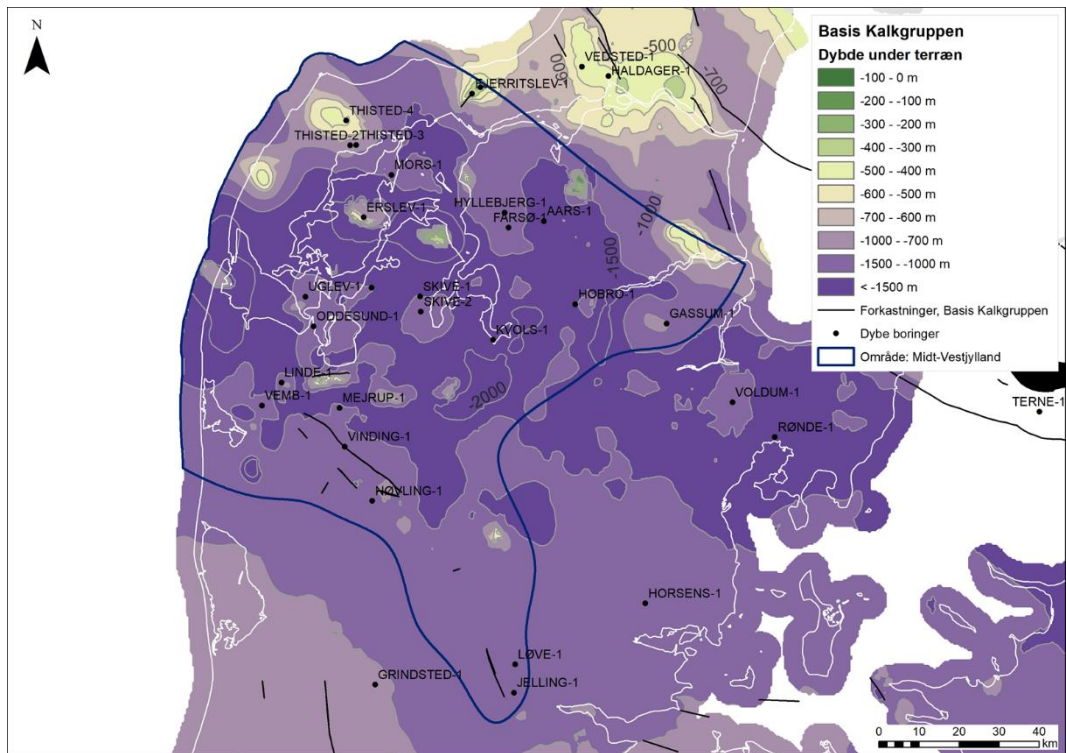 N
Basis Kalkgruppen
Dybde under terræn
-100 - 0 m
-200 - -100 m
-300 - -200 m
-400 - -300 m
-500 - -400 m
-600 - -500 m
-700 - -600 m
-1000 - -700 m
-1500 - -1000 m
< -1500 m
Forkastninger, Basis Kalkgruppen
Dybe boringer
Område: Midt-Vestjylland
-500
-600
-700
VEDSTED-1
HALDAGER-1
FJERRITSLEV-1
THISTED-4
THISTED-2
THISTED-3
MORS-1
ERSLEV-1
HYLLEBJERG-1
FARSØ-1
AARS-1
-1000
-1500
UGLEV-1
SKIVE-1
SKIVE-2
HOBRO-1
GASSUM-1
ODDESUND-1
KVOLS-1
LINDE-1
VEMB-1
MEJRUP-1
-2000
VOLDUM-1
TERNE-1
RØNDE-1
VINDING-1
NØVLING-1
HORSENS-1
LØVE-1
GRINDSTED-1
JELLING-1
0 10 20 30 40
km